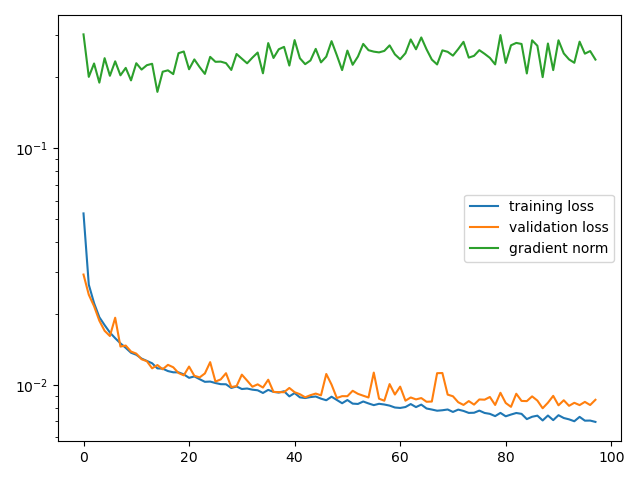 10⁻¹
10⁻²
training loss
validation loss
gradient norm
0 20 40 60 80 100